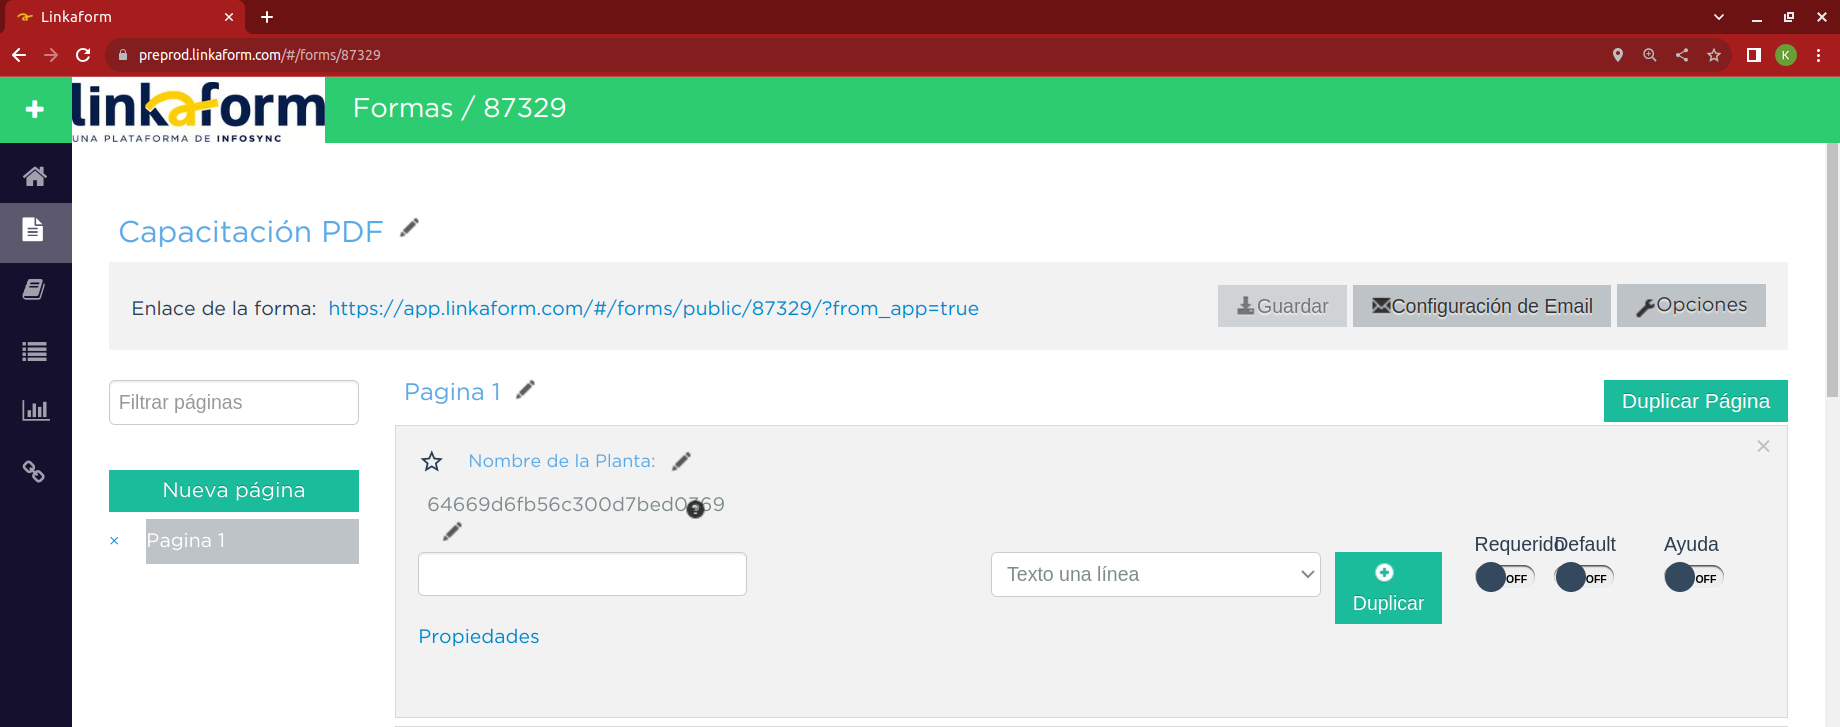 Linkaform
preprod.linkaform.com/#/forms/87329
K
linkaform
UNA PLATAFORMA DE INFOSYNC
Formas / 87329
Capacitación PDF
Enlace de la forma: https://app.linkaform.com/#/forms/public/87329/?from_app=true
Guardar
Configuración de Email
Opciones
Filtrar páginas
Pagina 1
Duplicar Página
Nueva página
Pagina 1
Nombre de la Planta:
64669d6fb56c300d7bed0369
Texto una línea
Duplicar
Requerido
Default
Ayuda
OFF
OFF
OFF
Propiedades